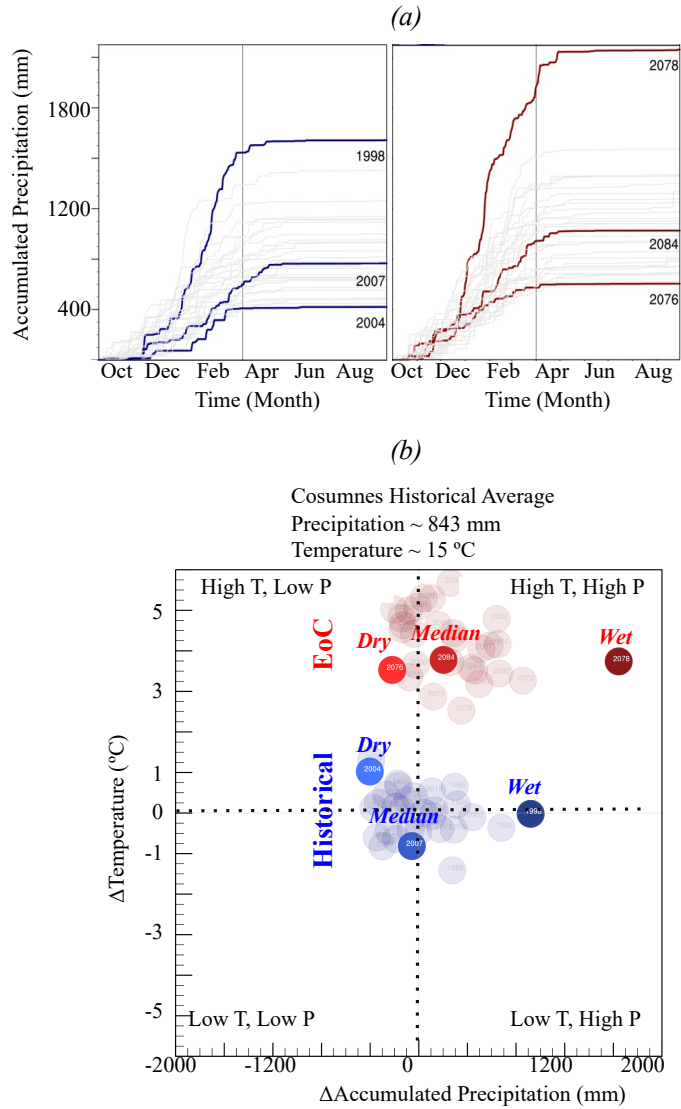 (a)
Accumulated Precipitation (mm)
1800
1200
400
1998
2007
2004
2078
2084
2076
Oct Dec Feb Apr Jun Aug
Oct Dec Feb Apr Jun Aug
Time (Month)
Time (Month)
(b)
Cosumnes Historical Average
Precipitation ~ 843 mm
Temperature ~ 15 ºC
High T, Low P
High T, High P
EoC
Dry
Median
Wet
2076
2084
2078
Historical
Dry
Median
Wet
2004
2007
1998
Low T, Low P
Low T, High P
ΔTemperature (ºC)
5
3
1
0
-1
-3
-5
-2000 -1200 0 1200 2000
ΔAccumulated Precipitation (mm)